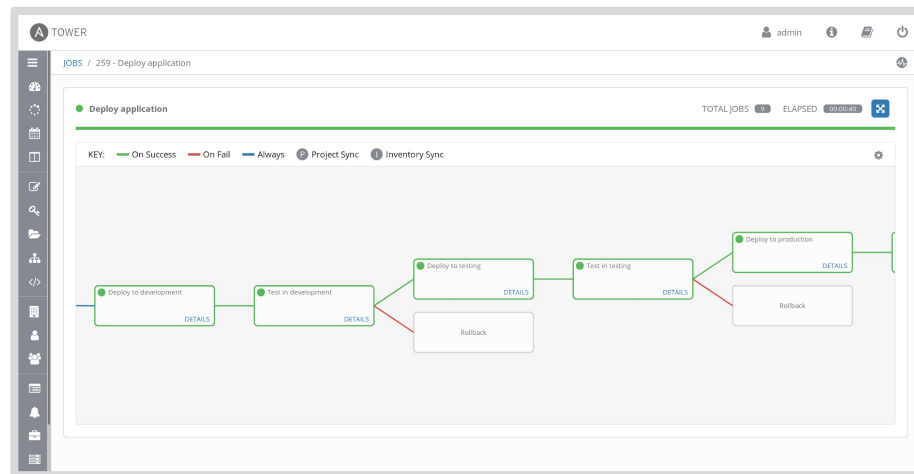 A TOWER
admin
JOBS / 259 - Deploy application
Deploy application
TOTAL JOBS 9 ELAPSED 00:00:40
KEY: On Success On Fail Always P Project Sync I Inventory Sync
Deploy to production
DETAILS
Deploy to testing
DETAILS
Test in testing
DETAILS
Deploy to development
DETAILS
Test in development
DETAILS
Rollback
Rollback